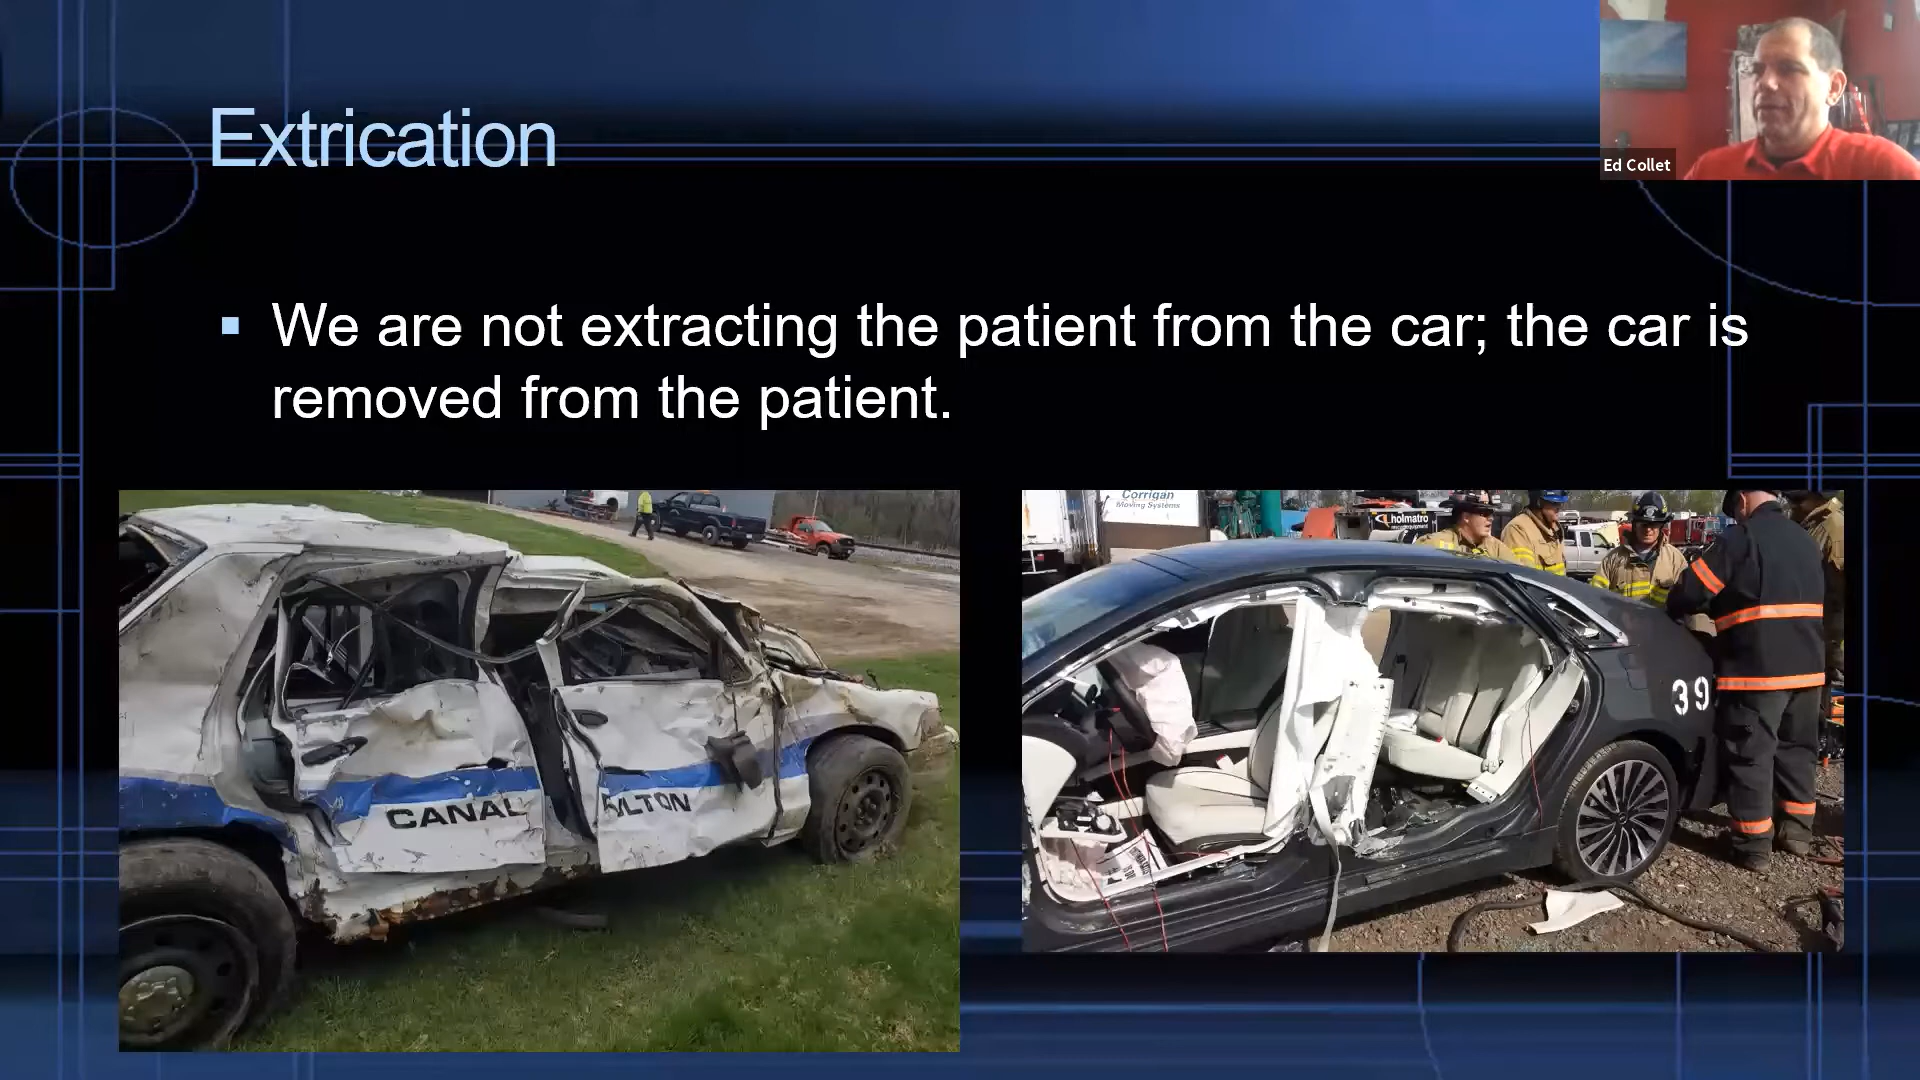 Extrication
Ed Collet
We are not extracting the patient from the car; the car is
removed from the patient.
Corrigan
Moving Systems
holmatro
CANAL
ULTON
39